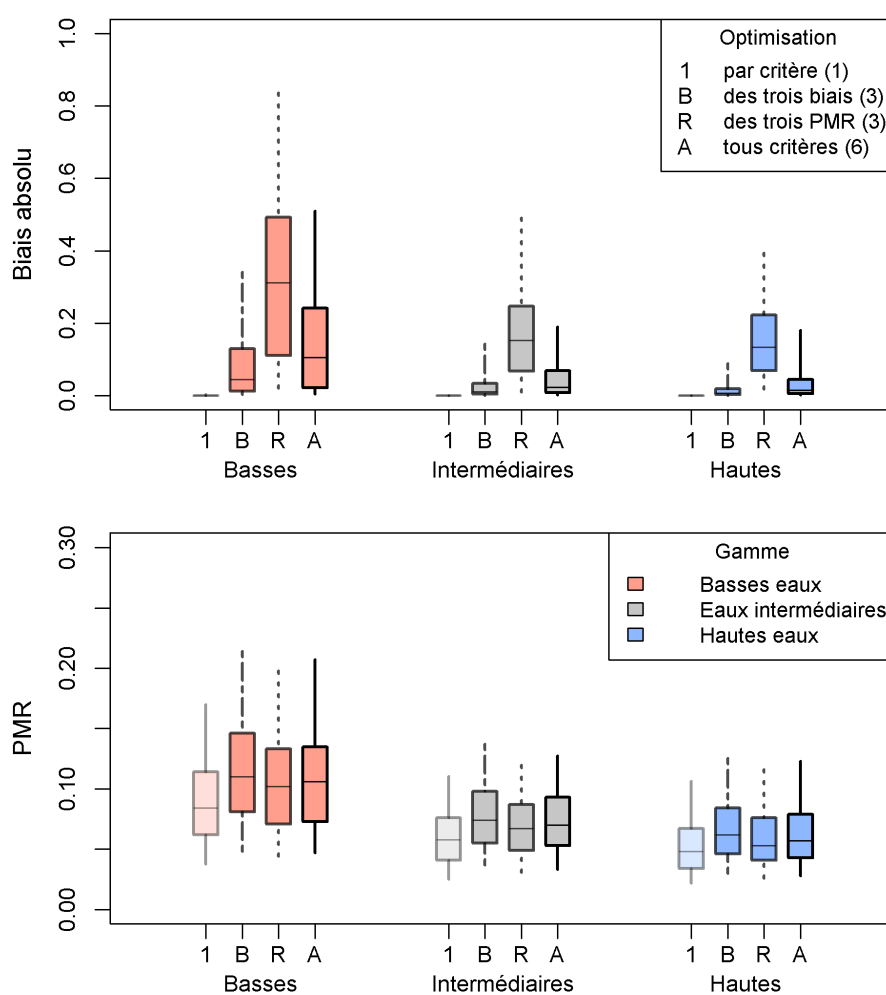 Optimisation
1 par critère (1)
B des trois biais (3)
R des trois PMR (3)
A tous critères (6)
Biais absolu
1.0
0.8
0.6
0.4
0.2
0.0
1 B R A 1 B R A 1 B R A
Basses Intermédiaires Hautes
Gamme
Basses eaux
Eaux intermédiaires
Hautes eaux
PMR
0.30
0.20
0.10
0.00
1 B R A 1 B R A 1 B R A
Basses Intermédiaires Hautes